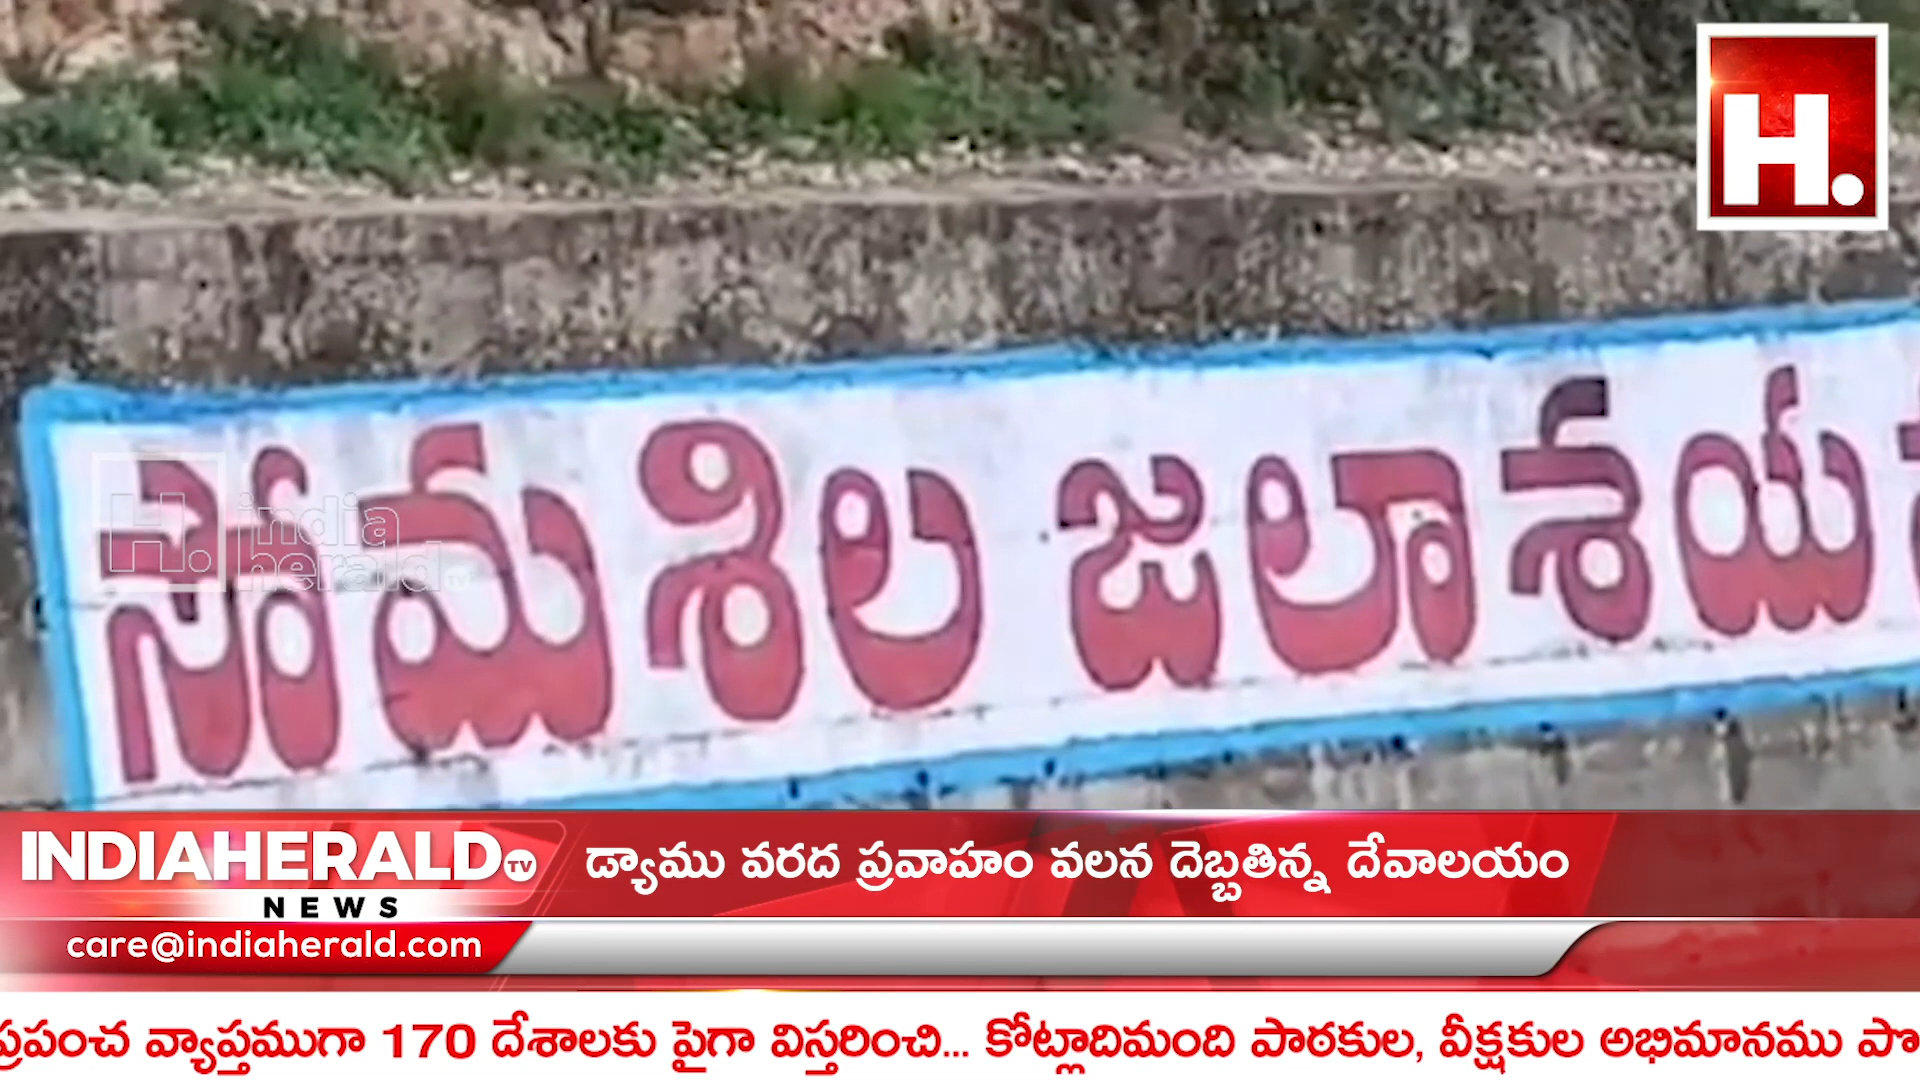 H.
సోమశిల జలాశయ
H. india
herald TV
INDIAHERALD TV
NEWS
డ్యాము వరద ప్రవాహం వలన దెబ్బతిన్న దేవాలయం
care@indiaherald.com
ప్రపంచ వ్యాప్తముగా 170 దేశాలకు పైగా విస్తరించి... కోట్లాదిమంది పాఠకుల, వీక్షకుల అభిమానము పొ